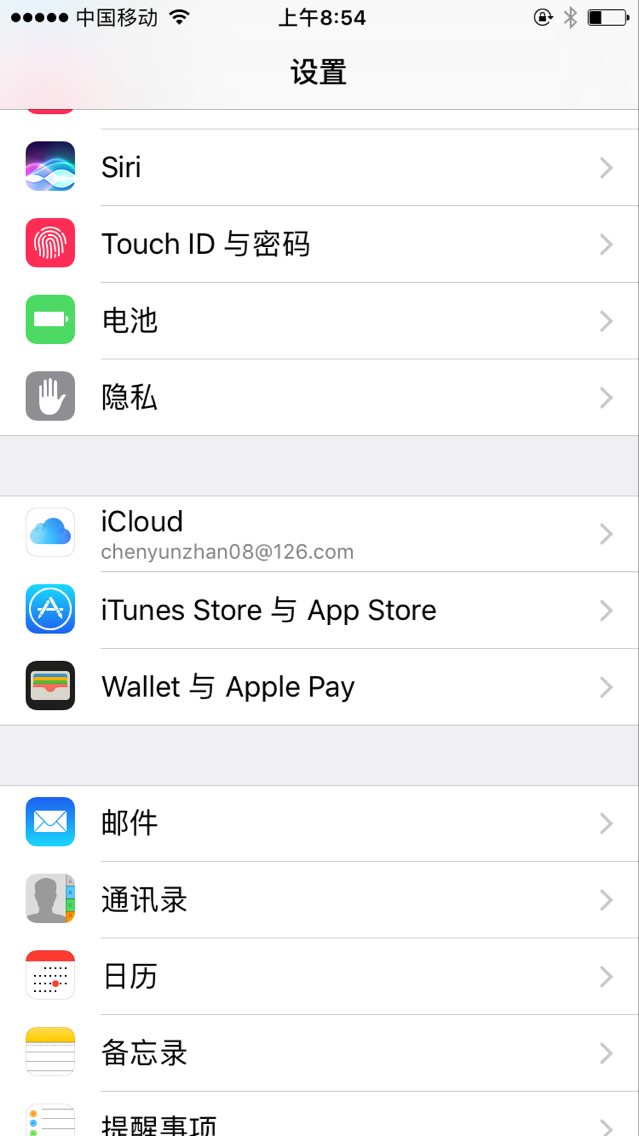 中国移动 上午8:54
设置
Siri
Touch ID 与密码
电池
隐私
iCloud
chenyunzhan08@126.com
iTunes Store 与 App Store
Wallet 与 Apple Pay
邮件
通讯录
日历
备忘录
提醒事项